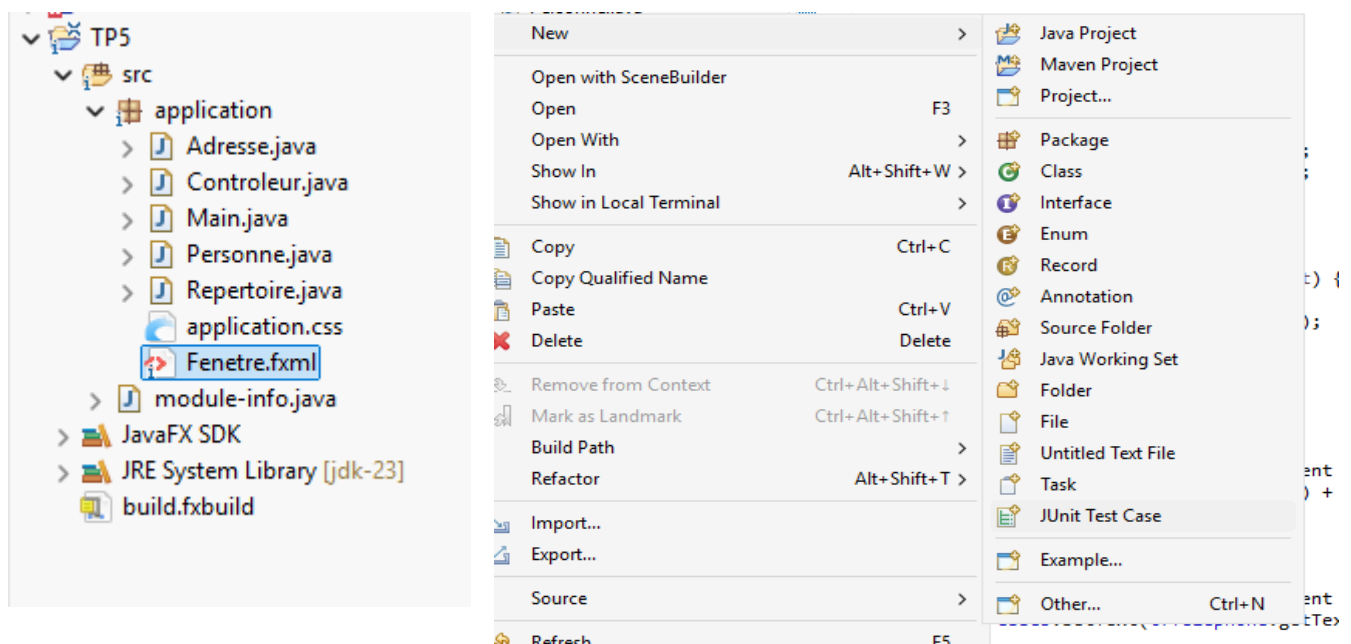 TP5
src
application
Adresse.java
Controleur.java
Main.java
Personne.java
Repertoire.java
application.css
Fenetre.fxml
module-info.java
JavaFX SDK
JRE System Library [jdk-23]
build.fxbuild
New
Open with SceneBuilder
Open F3
Open With
Show In Alt+Shift+W
Show in Local Terminal
Copy Ctrl+C
Copy Qualified Name
Paste Ctrl+V
Delete Delete
Remove from Context Ctrl+Alt+Shift+↓
Mark as Landmark Ctrl+Alt+Shift+↑
Build Path
Refactor Alt+Shift+T
Import...
Export...
Source
Refresh F5
Java Project
Maven Project
Project...
Package
Class
Interface
Enum
Record
Annotation
Source Folder
Java Working Set
Folder
File
Untitled Text File
Task
JUnit Test Case
Example...
Other... Ctrl+N
;
;
t) {
);
ent
) +
ent